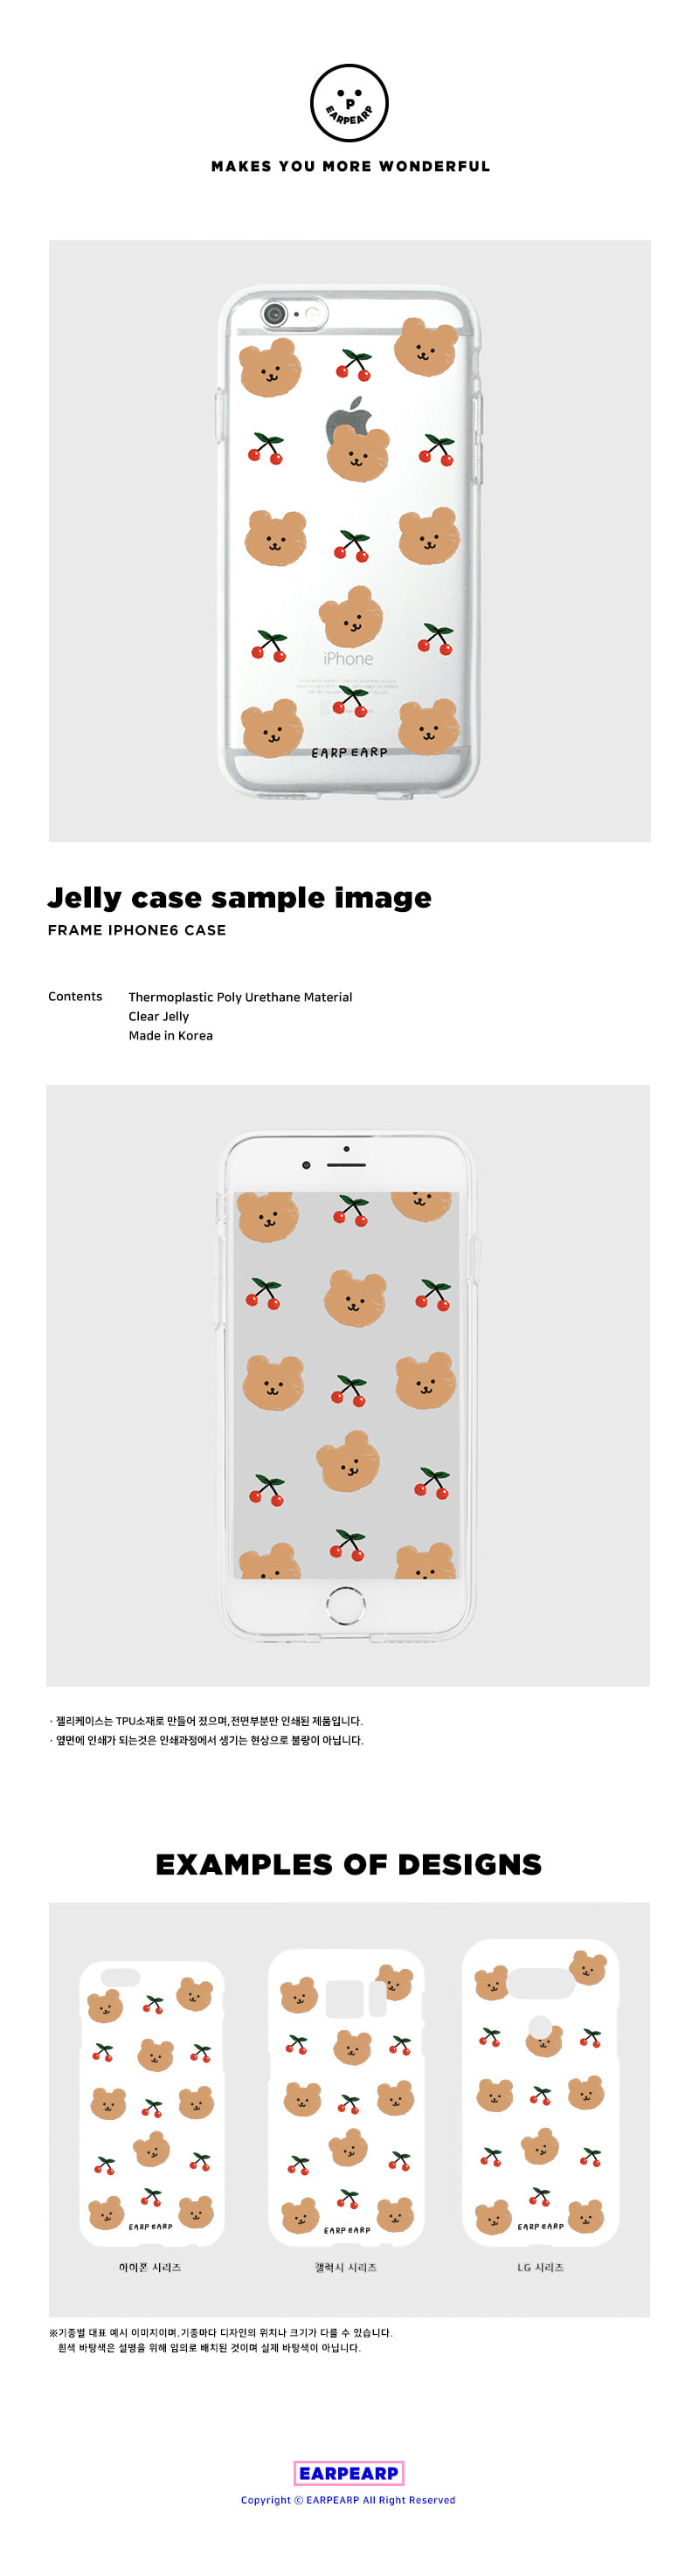 P
EARPEARP
MAKES YOU MORE WONDERFUL
iPhone
EARP EARP
Jelly case sample image
FRAME IPHONE6 CASE
Contents
Thermoplastic Poly Urethane Material
Clear Jelly
Made in Korea
· 젤리케이스는 TPU소재로 만들어 졌으며,전면부분만 인쇄된 제품입니다.
· 옆면에 인쇄가 되는것은 인쇄과정에서 생기는 현상으로 불량이 아닙니다.
EXAMPLES OF DESIGNS
EARP EARP
EARP EARP
EARP EARP
아이폰 시리즈
갤럭시 시리즈
LG 시리즈
※기종별 대표 예시 이미지이며,기종마다 디자인의 위치나 크기가 다를 수 있습니다.
흰색 바탕색은 설명을 위해 임의로 배치된 것이며 실제 바탕색이 아닙니다.
EARPEARP
Copyright ⓒ EARPEARP All Right Reserved